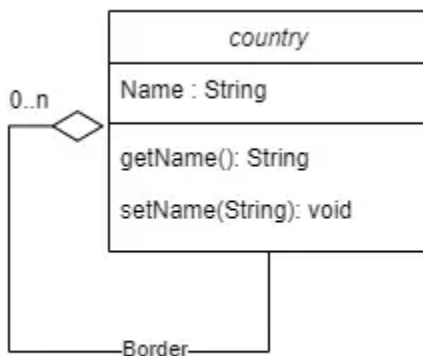 country
Name : String
0..n
getName(): String
setName(String): void
Border